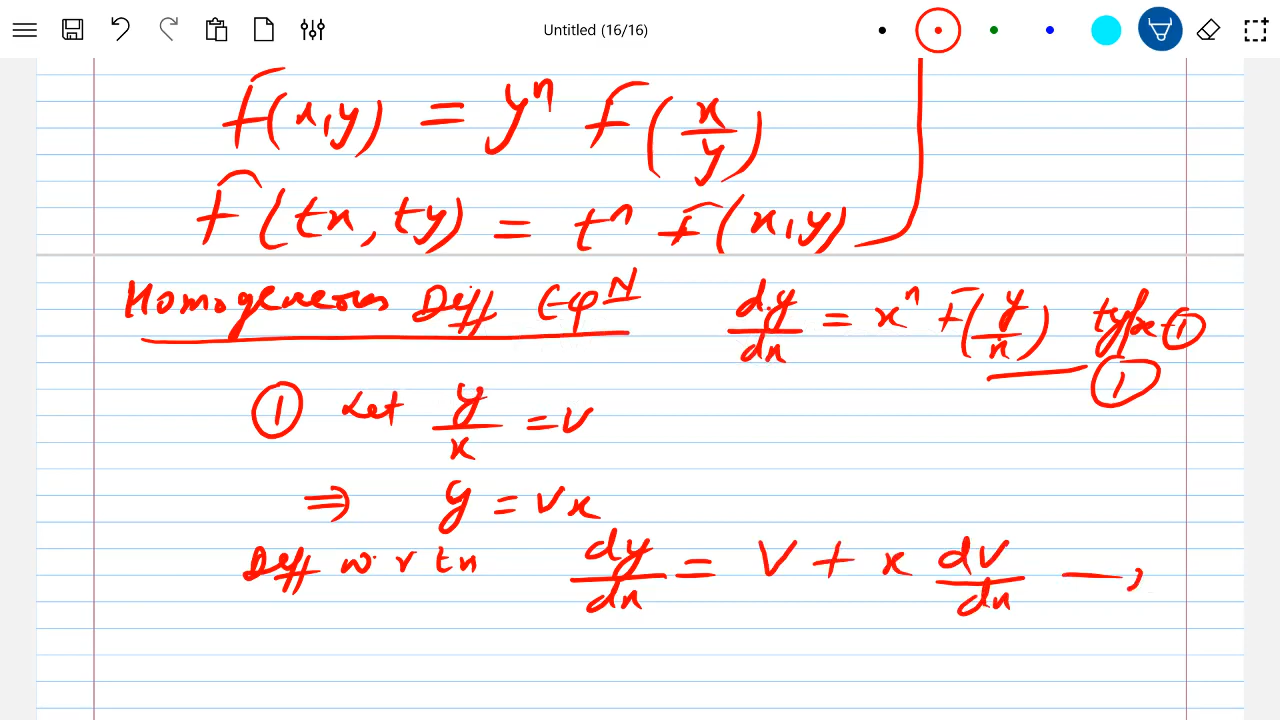 Untitled (16/16)
F(x,y) = yⁿ F(x/y)
F(tx, ty) = tⁿ F(x,y)
Homogeneous Diff Eqᴺ dy/dx = xⁿ F(y/x) type-①
①
① Let y/x = v
⇒ y = vx
Diff w.r tx dy/dx = v + x dv/dx —,